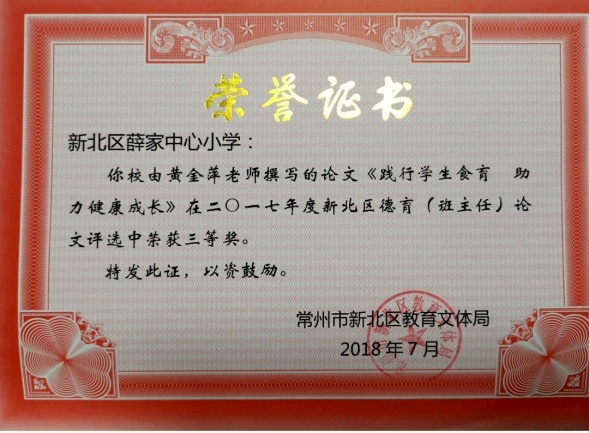 荣誉证书
新北区薛家中心小学：
你校由黄金萍老师撰写的论文《践行学生食育 助
力健康成长》在二〇一七年度新北区德育（班主任）论
文评选中荣获三等奖。
特发此证，以资鼓励。
常州市新北区教育文体局
2018年7月